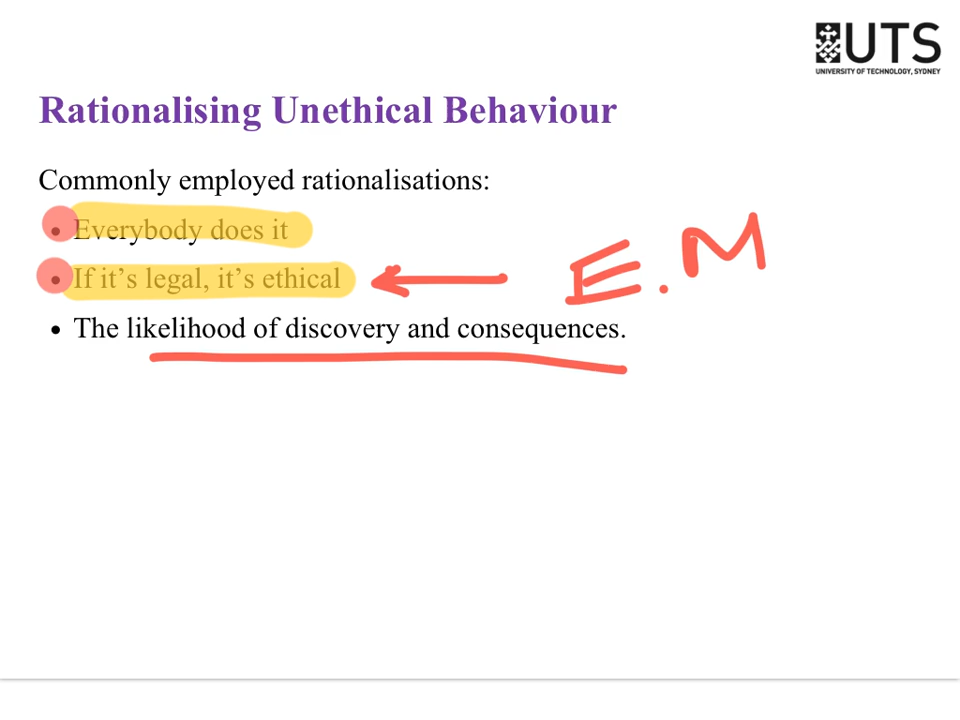 UTS
UNIVERSITY OF TECHNOLOGY, SYDNEY
Rationalising Unethical Behaviour
Commonly employed rationalisations:
• Everybody does it
• If it’s legal, it’s ethical
E.M
• The likelihood of discovery and consequences.